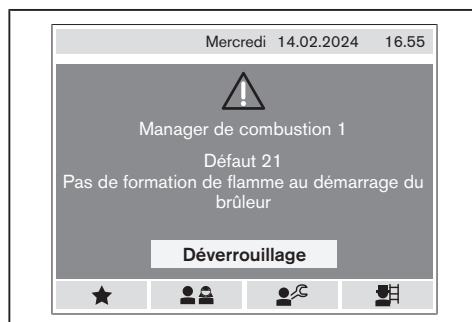 Mercredi 14.02.2024 16.55
Manager de combustion 1
Défaut 21
Pas de formation de flamme au démarrage du
brûleur
Déverrouillage